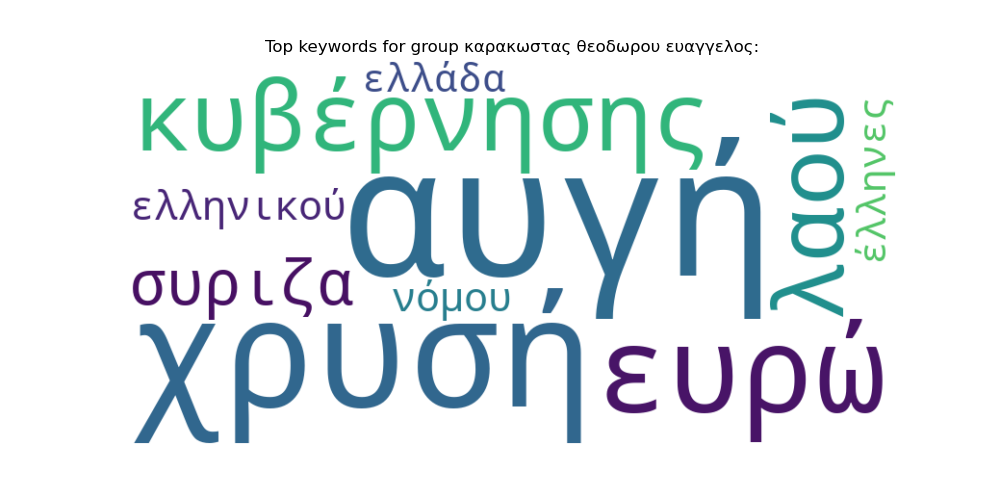 Top keywords for group καρακωστας θεοδωρου ευαγγελος:
ελλάδα
κυβέρνησης
αυγή
λαού
έλληνες
ελληνικού
συριζα
νόμου
χρυσή
ευρώ